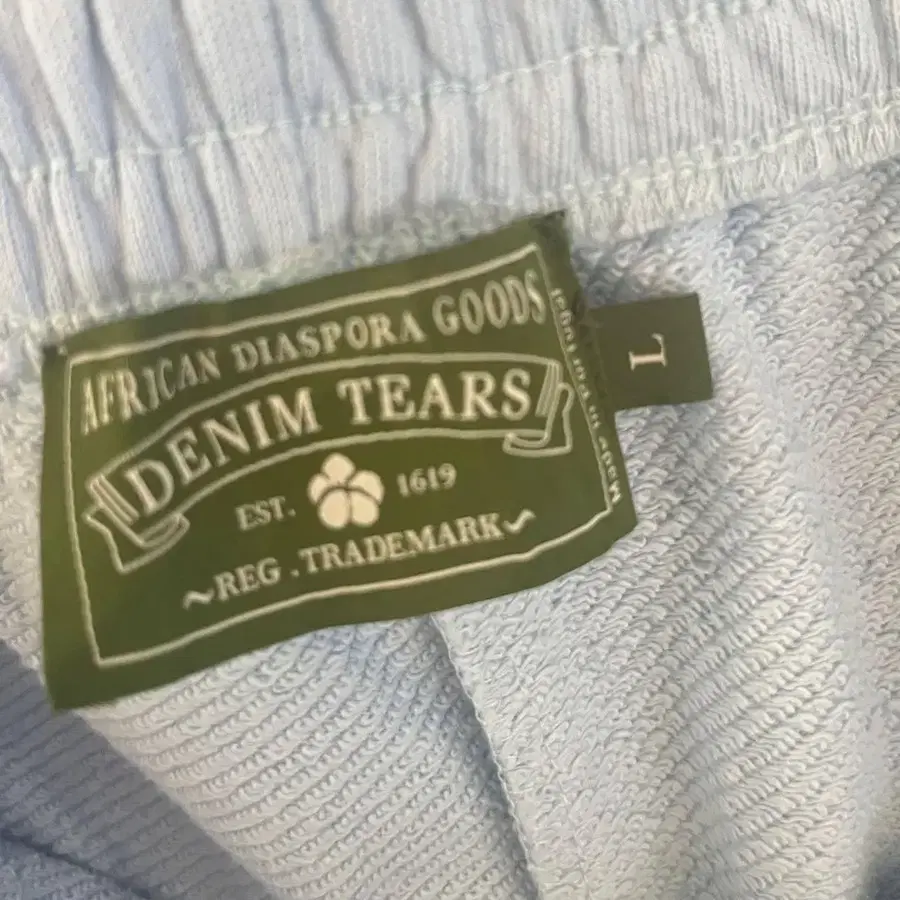 AFRICAN DIASPORA GOODS
DENIM TEARS
EST. 1619
~REG .TRADEMARK~
L